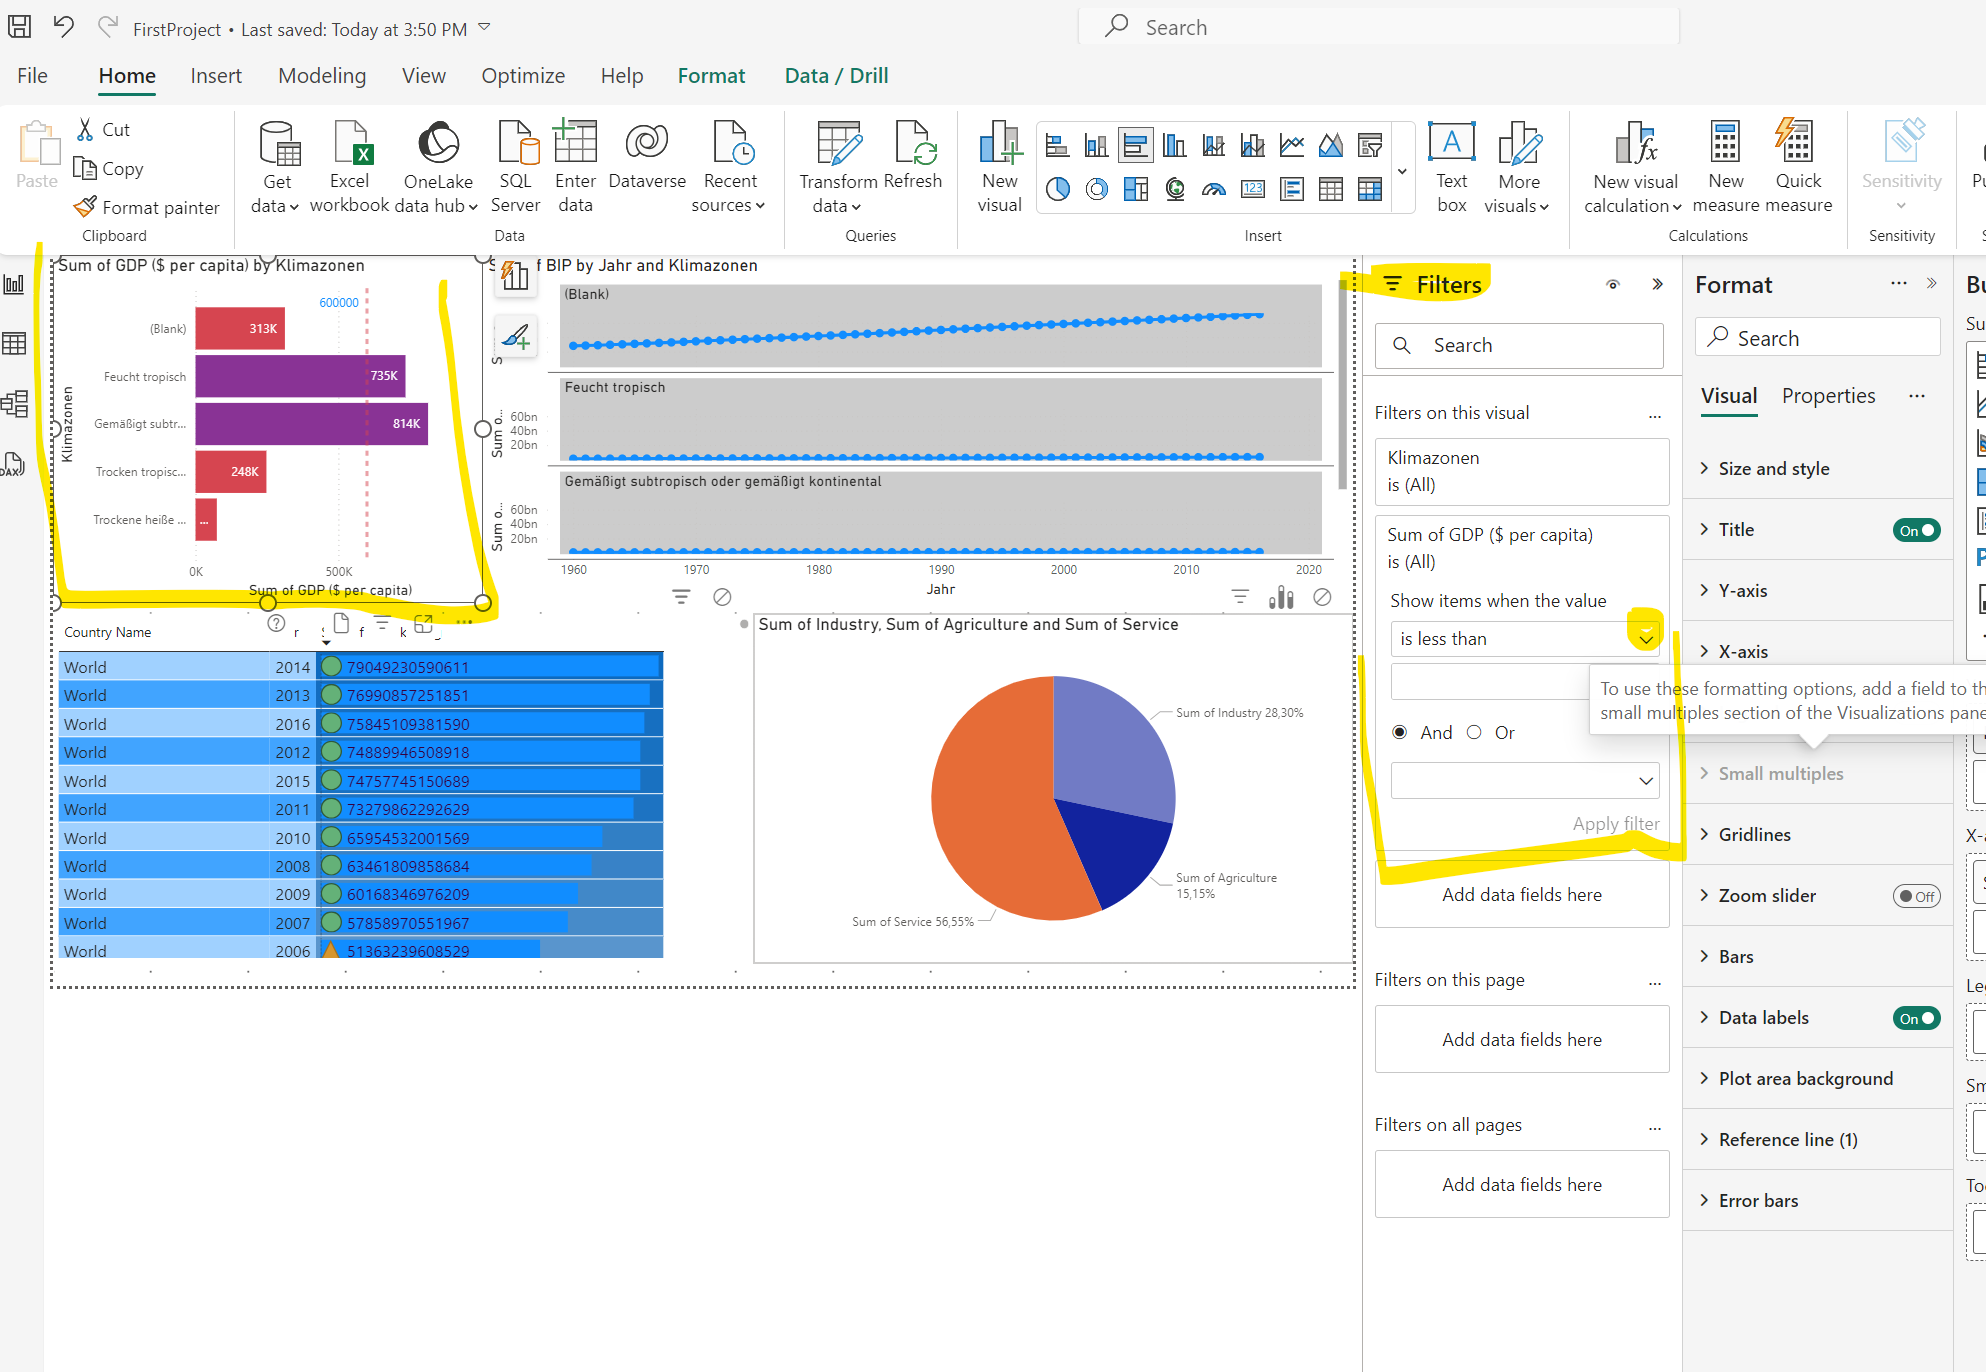 FirstProject • Last saved: Today at 3:50 PM
Search
File Home Insert Modeling View Optimize Help Format Data / Drill
Paste
Cut
Copy
Format painter
Clipboard
Get data
Excel workbook
OneLake data hub
SQL Server
Enter data
Dataverse
Recent sources
Data
Transform data
Refresh
Queries
New visual
123
Insert
A
Text box
More visuals
New visual calculation
New measure
Quick measure
Calculations
Sensitivity
Sensitivity
DAX
Sum of GDP ($ per capita) by Klimazonen
600000
Klimazonen
(Blank) 313K
Feucht tropisch 735K
Gemäßigt subtr... 814K
Trocken tropisc... 248K
Trockene heiße ... ...
0K 500K
Sum of GDP ($ per capita)
f BIP by Jahr and Klimazonen
(Blank)
Feucht tropisch
Sum o...
60bn
40bn
20bn
Gemäßigt subtropisch oder gemäßigt kontinental
Sum o...
60bn
40bn
20bn
1960 1970 1980 1990 2000 2010 2020
Jahr
Country Name r f k
World 2014 79049230590611
World 2013 76990857251851
World 2016 75845109381590
World 2012 74889946508918
World 2015 74757745150689
World 2011 73279862292629
World 2010 65954532001569
World 2008 63461809858684
World 2009 60168346976209
World 2007 57858970551967
World 2006 51363239608529
Sum of Industry, Sum of Agriculture and Sum of Service
Sum of Industry 28,30%
Sum of Agriculture
15,15%
Sum of Service 56,55%
Filters
Search
Filters on this visual ...
Klimazonen
is (All)
Sum of GDP ($ per capita)
is (All)
Show items when the value
is less than
And Or
Apply filter
Add data fields here
Filters on this page ...
Add data fields here
Filters on all pages ...
Add data fields here
Format ...
Search
Visual Properties ...
Size and style
Title On
Y-axis
X-axis
To use these formatting options, add a field to th
small multiples section of the Visualizations pane
Small multiples
Gridlines
Zoom slider Off
Bars
Data labels On
Plot area background
Reference line (1)
Error bars
Bu
Su
X-a
Leg
Sm
Too